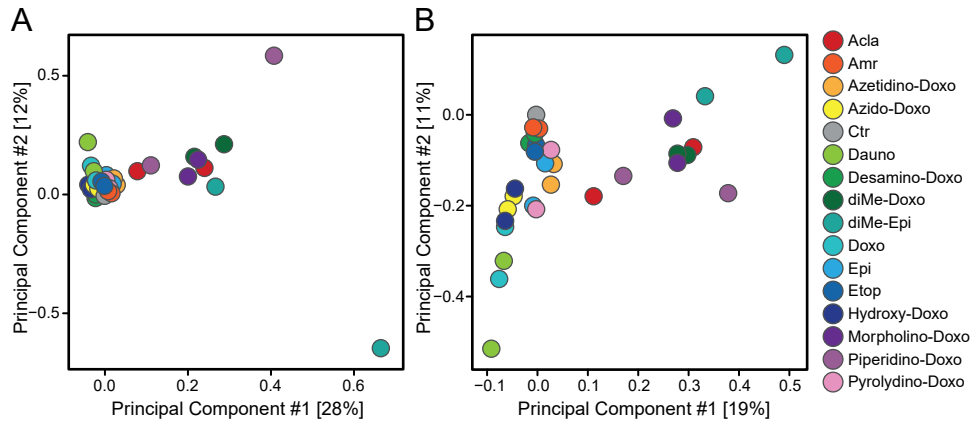 A
Principal Component #2 [12%]
0.5
0.0
−0.5
0.0 0.2 0.4 0.6
Principal Component #1 [28%]
B
Principal Component #2 [11%]
0.0
−0.2
−0.4
−0.1 0.0 0.1 0.2 0.3 0.4 0.5
Principal Component #1 [19%]
Acla
Amr
Azetidino-Doxo
Azido-Doxo
Ctr
Dauno
Desamino-Doxo
diMe-Doxo
diMe-Epi
Doxo
Epi
Etop
Hydroxy-Doxo
Morpholino-Doxo
Piperidino-Doxo
Pyrolydino-Doxo